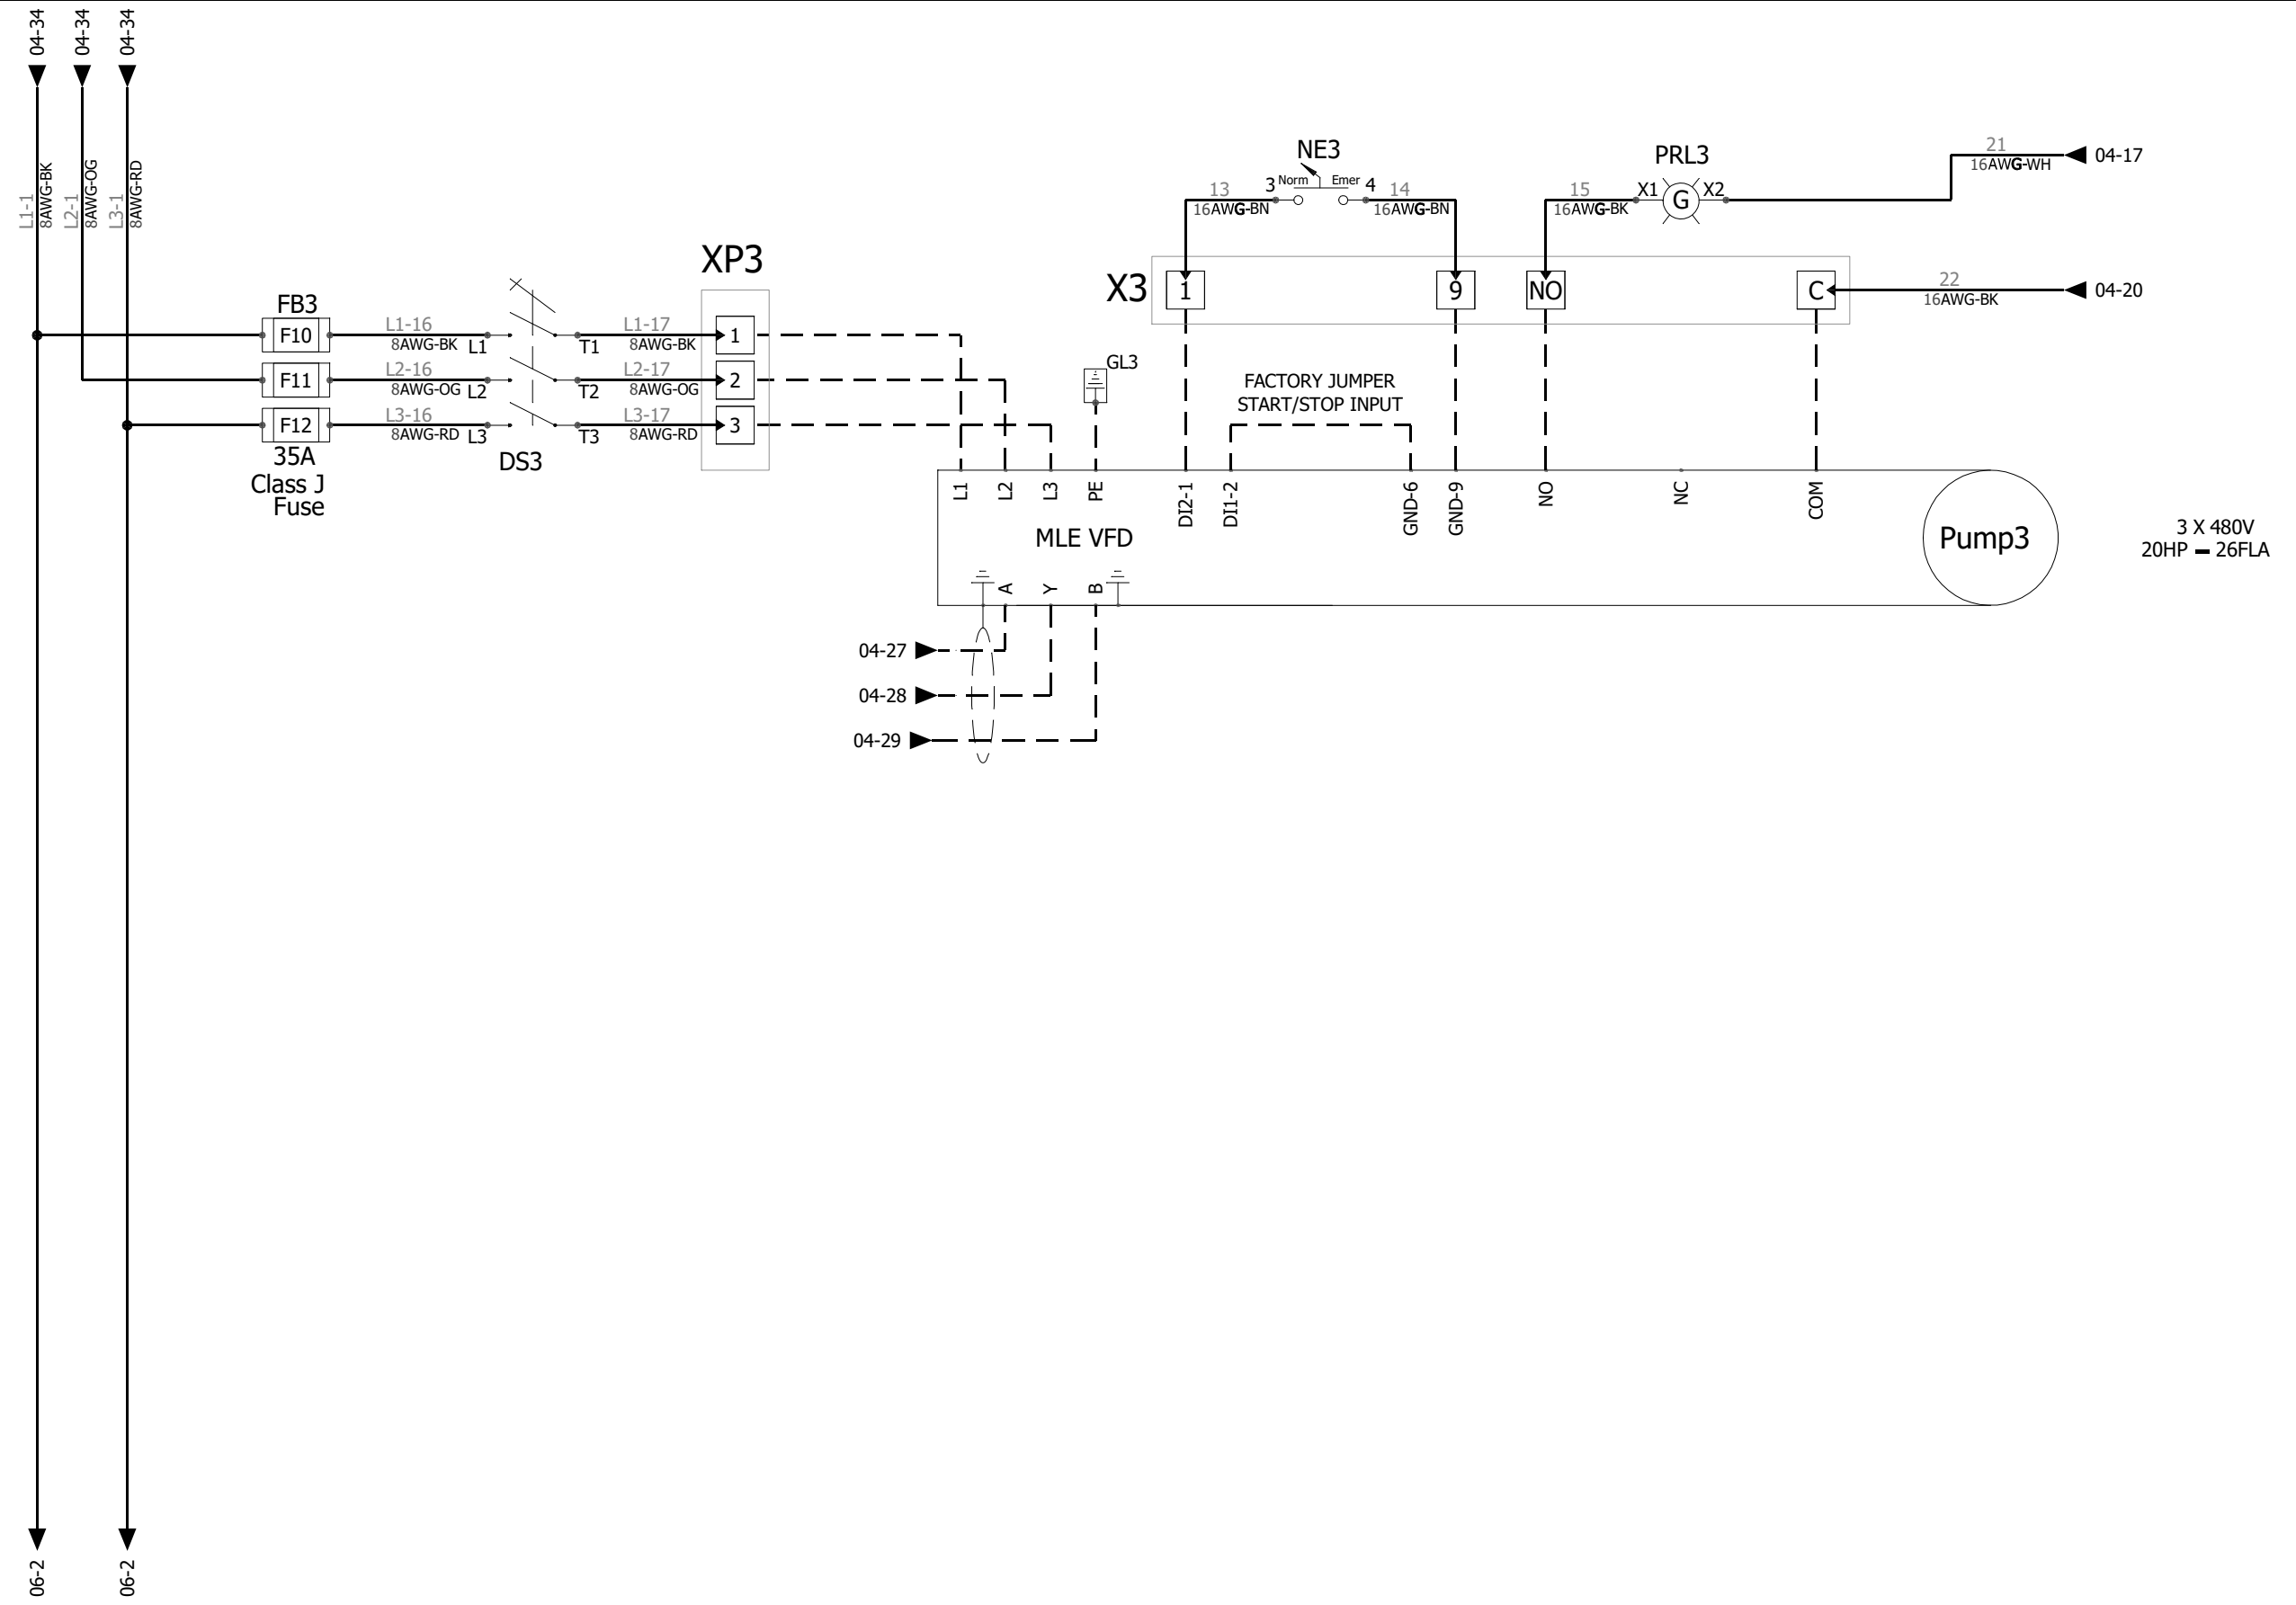 04-34
04-34
04-34
L1-1
8AWG-BK
L2-1
8AWG-OG
L3-1
8AWG-RD
NE3
PRL3
21
16AWG-WH
04-17
13
16AWG-BN
3
Norm
Emer
4
14
16AWG-BN
15
16AWG-BK
X1
G
X2
XP3
X3
1
9
NO
C
22
16AWG-BK
04-20
FB3
F10
L1-16
8AWG-BK
L1
T1
L1-17
8AWG-BK
1
F11
L2-16
8AWG-OG
L2
T2
L2-17
8AWG-OG
2
GL3
FACTORY JUMPER
START/STOP INPUT
F12
L3-16
8AWG-RD
L3
T3
L3-17
8AWG-RD
3
35A
Class J
Fuse
DS3
L1
L2
L3
PE
DI2-1
DI1-2
GND-6
GND-9
NO
NC
COM
MLE VFD
Pump3
3 X 480V
20HP - 26FLA
A
Y
B
04-27
04-28
04-29
06-2
06-2